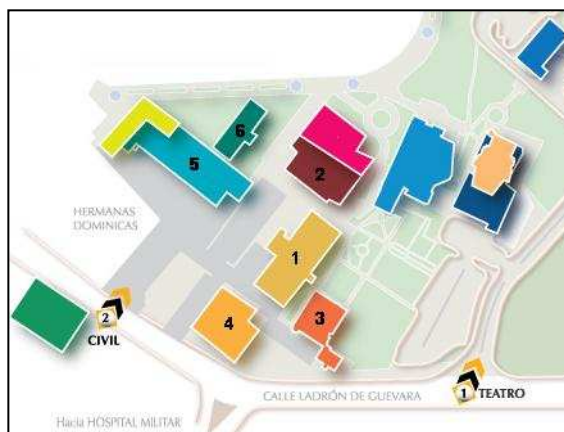 6
5
2
HERMANAS
DOMINICAS
1
2
CIVIL
4
3
CALLE LADRÓN DE GUEVARA
1 TEATRO
Hacia HOSPITAL MILITAR